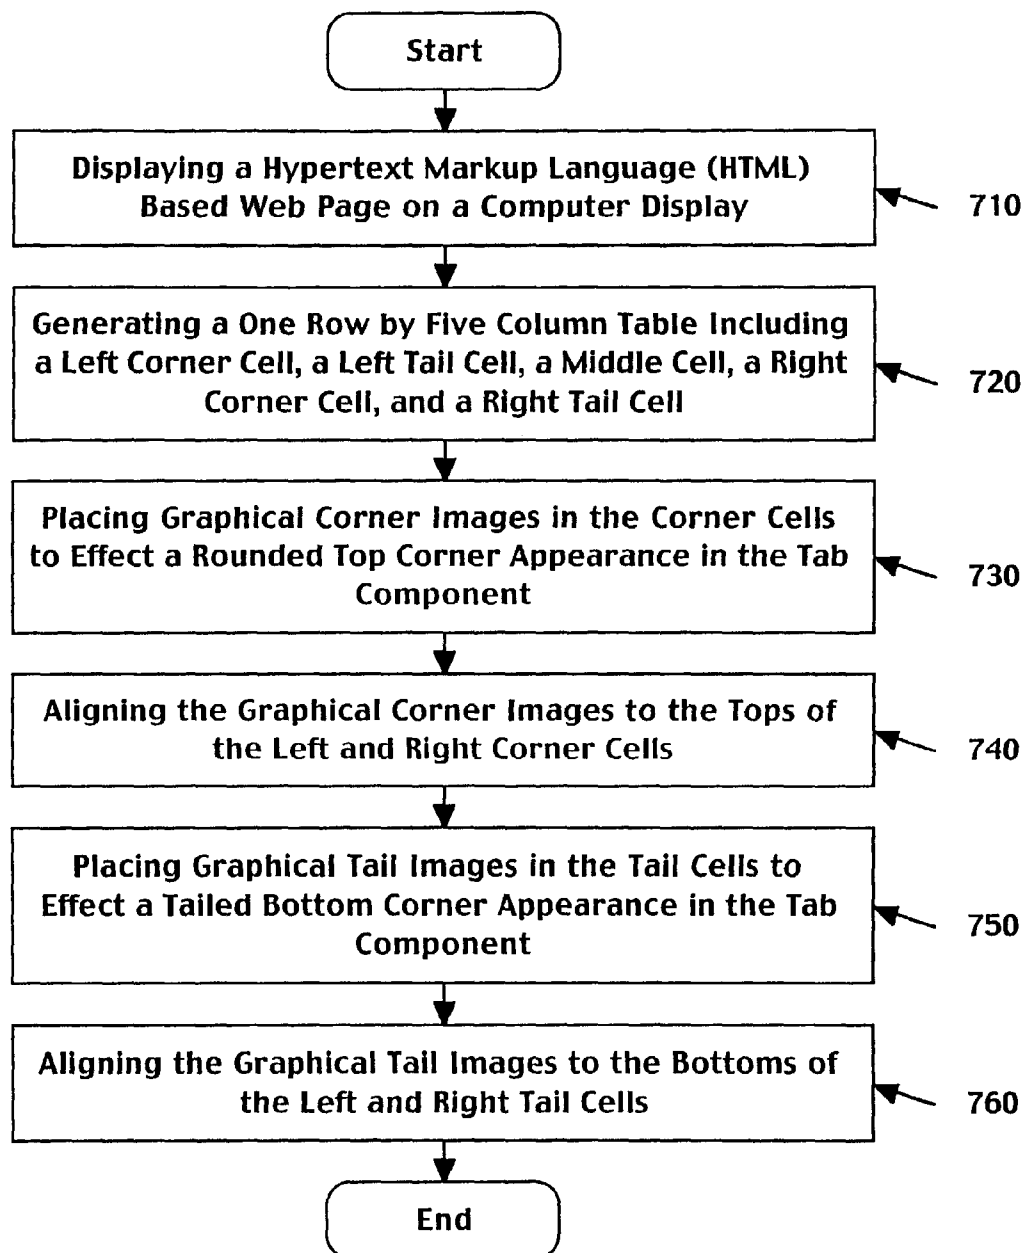 Start
Displaying a Hypertext Markup Language (HTML)
Based Web Page on a Computer Display
710
Generating a One Row by Five Column Table Including
a Left Corner Cell, a Left Tail Cell, a Middle Cell, a Right
Corner Cell, and a Right Tail Cell
720
Placing Graphical Corner Images in the Corner Cells
to Effect a Rounded Top Corner Appearance in the Tab
Component
730
Aligning the Graphical Corner Images to the Tops of
the Left and Right Corner Cells
740
Placing Graphical Tail Images in the Tail Cells to
Effect a Tailed Bottom Corner Appearance in the Tab
Component
750
Aligning the Graphical Tail Images to the Bottoms of
the Left and Right Tail Cells
760
End